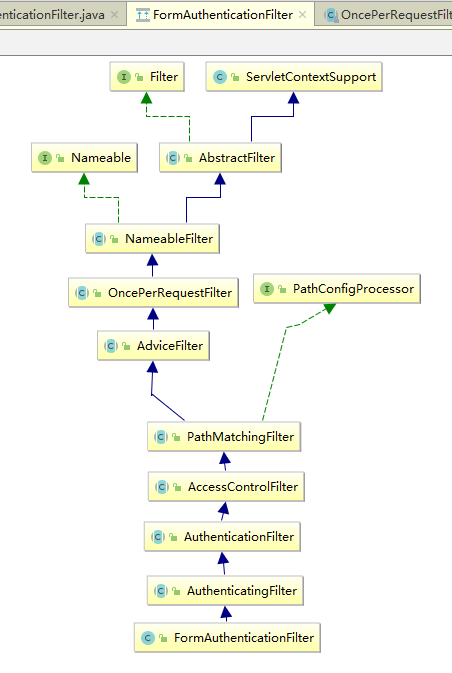 enticationFilter.java
FormAuthenticationFilter
OncePerRequestFilt
Filter
ServletContextSupport
Nameable
AbstractFilter
NameableFilter
OncePerRequestFilter
PathConfigProcessor
AdviceFilter
PathMatchingFilter
AccessControlFilter
AuthenticationFilter
AuthenticatingFilter
FormAuthenticationFilter